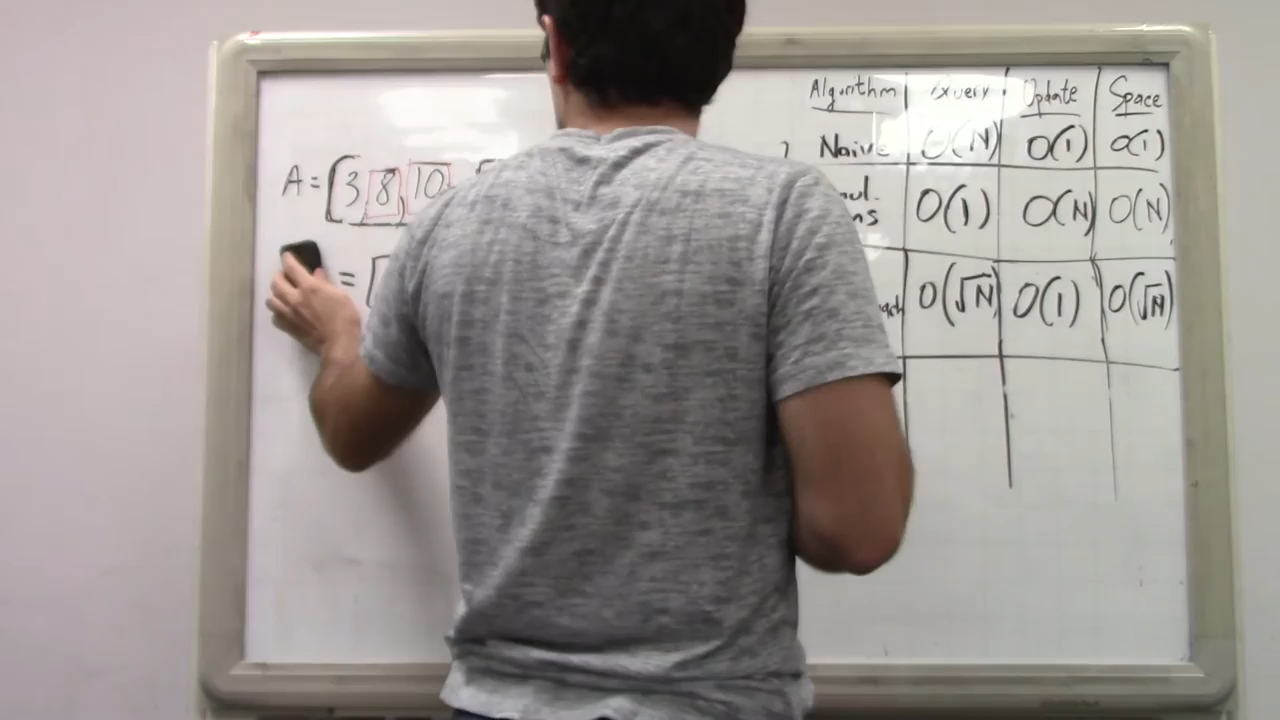 Algorithm Query Update Space
Naive O(N) O(1) O(1)
A = [3, 8, 10
O(1) O(N) O(N)
= [
O(√N) O(1) O(√N)